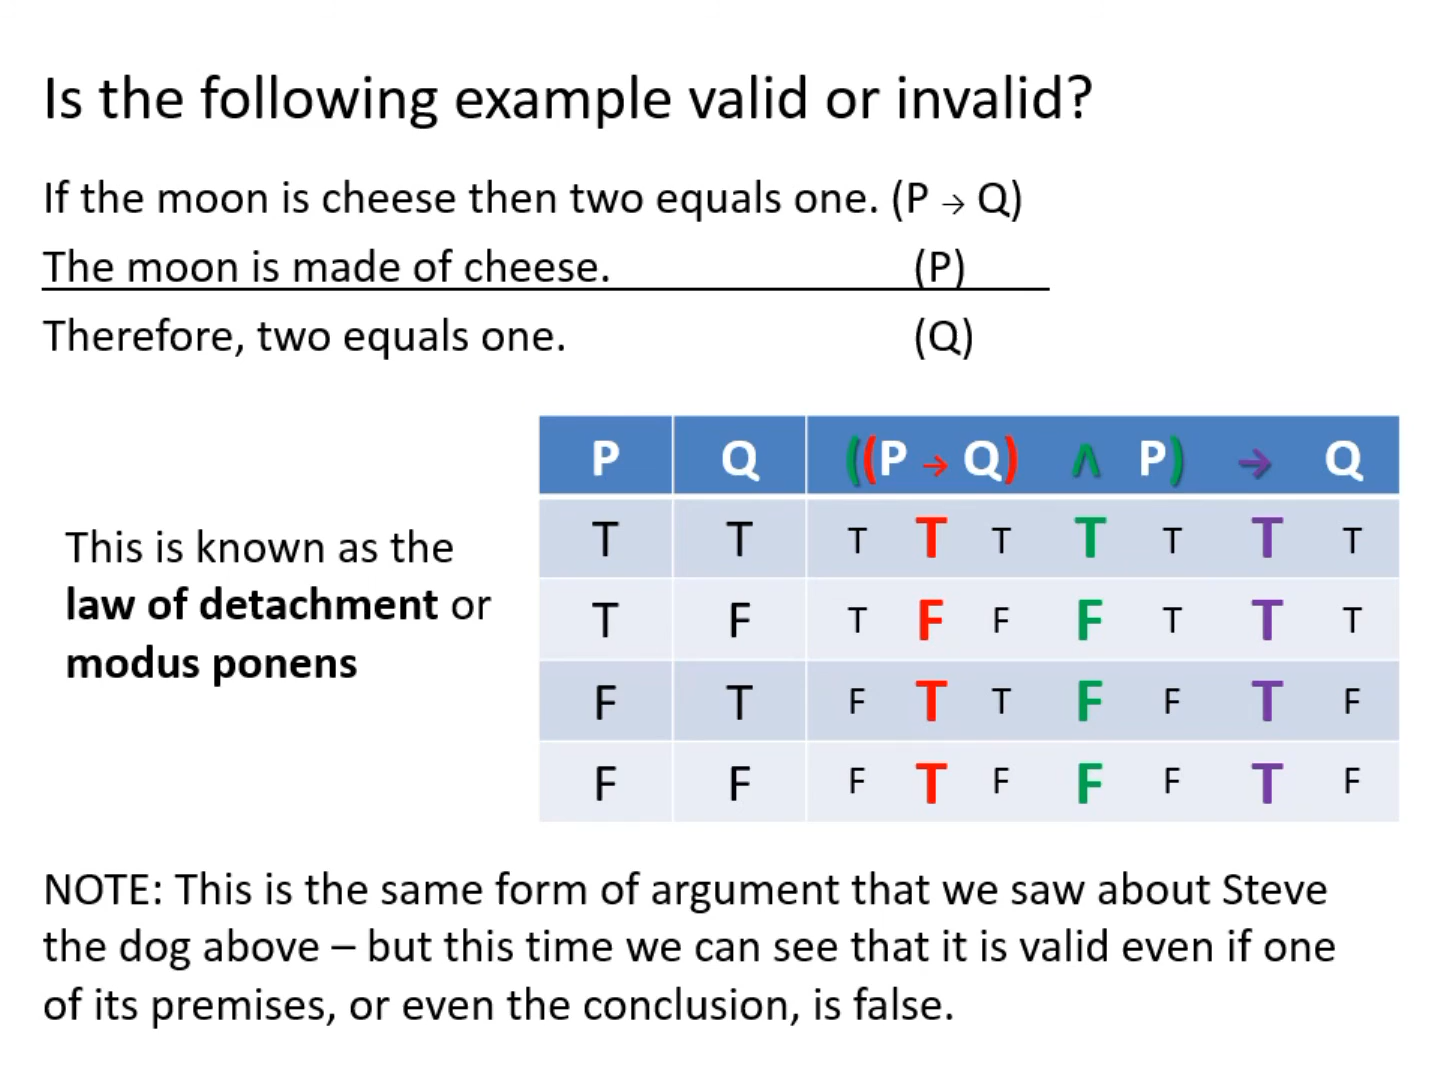 Is the following example valid or invalid?
If the moon is cheese then two equals one. (P → Q)
The moon is made of cheese. (P)
Therefore, two equals one. (Q)
This is known as the
law of detachment or
modus ponens
P Q ((P → Q) ∧ P) → Q
T T T T T T T T T
T F T F F F T T T
F T F T T F F T F
F F F T F F F T F
NOTE: This is the same form of argument that we saw about Steve
the dog above – but this time we can see that it is valid even if one
of its premises, or even the conclusion, is false.